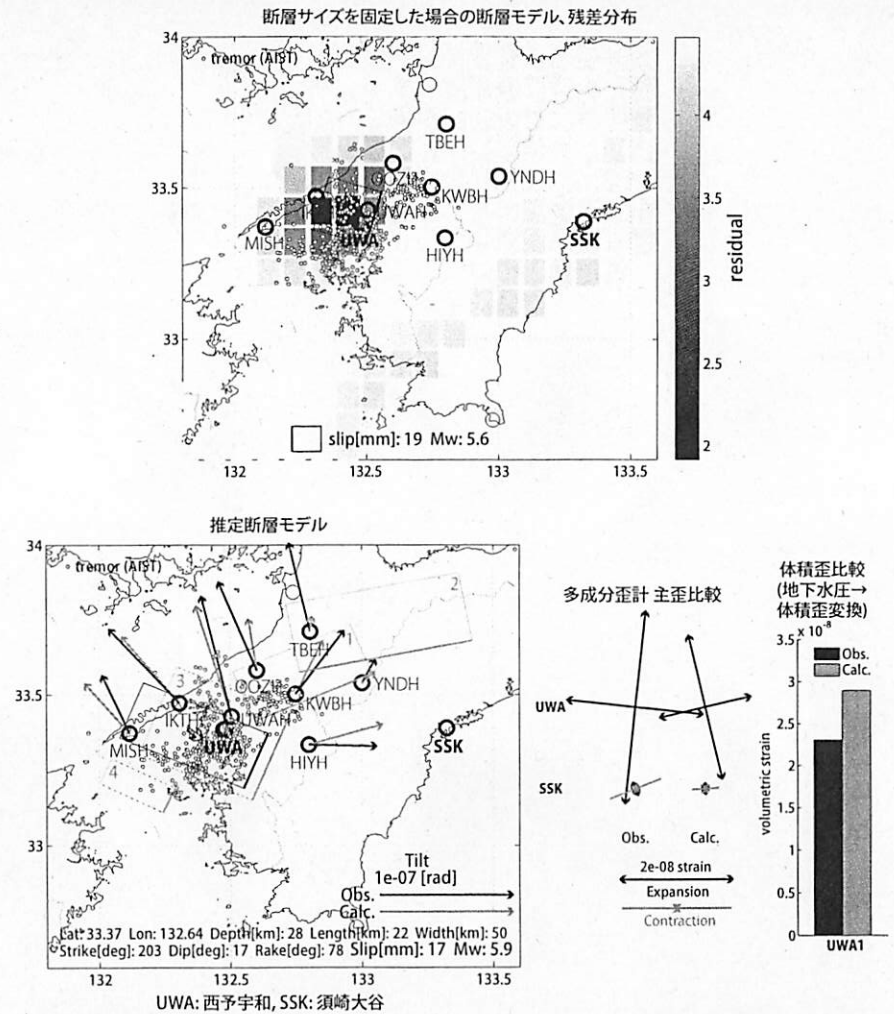 断層サイズを固定した場合の断層モデル、残差分布
34
33.5
33
132
132.5
133
133.5
tremor (AIST)
TBEH
YNDH
KWBH
MISH
UWA
HIYH
SSK
slip[mm]: 19 Mw: 5.6
4
3.5
3
2.5
2
residual
推定断層モデル
34
33.5
33
132
132.5
133
133.5
tremor (AIST)
2
TBEH
1
3
OOZH
KWBH
YNDH
IKTH
UWAH
MISH
UWA
HIYH
SSK
4
Tilt
1e-07 [rad]
Obs.
Calc.
Lat: 33.37 Lon: 132.64 Depth[km]: 28 Length[km]: 22 Width[km]: 50
Strike[deg]: 203 Dip[deg]: 17 Rake[deg]: 78 Slip[mm]: 17 Mw: 5.9
UWA: 西予宇和, SSK: 須崎大谷
多成分歪計 主歪比較
UWA
SSK
Obs.
Calc.
2e-08 strain
Expansion
Contraction
体積歪比較
(地下水圧→
体積歪変換)
x 10⁻⁸
3.5
3
2.5
2
1.5
1
0.5
0
volumetric strain
Obs.
Calc.
UWA1